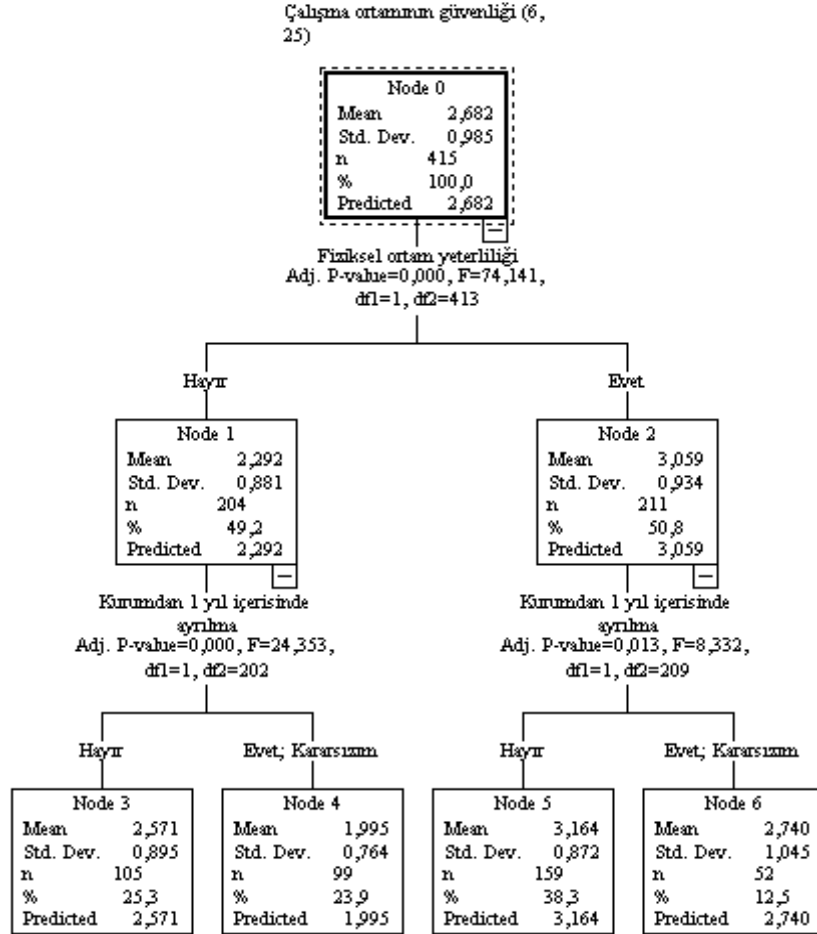 Çalışma ortamının güvenliği (6,
25)
Node 0
Mean 2,682
Std. Dev. 0,985
n 415
% 100,0
Predicted 2,682
Fiziksel ortam yeterliliği
Adj. P-value=0,000, F=74,141,
df1=1, df2=413
Hayır Evet
Node 1
Mean 2,292
Std. Dev. 0,881
n 204
% 49,2
Predicted 2,292
Node 2
Mean 3,059
Std. Dev. 0,934
n 211
% 50,8
Predicted 3,059
Kurumdan 1 yıl içerisinde
ayrılma
Adj. P-value=0,000, F=24,353,
df1=1, df2=202
Kurumdan 1 yıl içerisinde
ayrılma
Adj. P-value=0,013, F=8,332,
df1=1, df2=209
Hayır Evet; Kararsızım Hayır Evet; Kararsızım
Node 3
Mean 2,571
Std. Dev. 0,895
n 105
% 25,3
Predicted 2,571
Node 4
Mean 1,995
Std. Dev. 0,764
n 99
% 23,9
Predicted 1,995
Node 5
Mean 3,164
Std. Dev. 0,872
n 159
% 38,3
Predicted 3,164
Node 6
Mean 2,740
Std. Dev. 1,045
n 52
% 12,5
Predicted 2,740